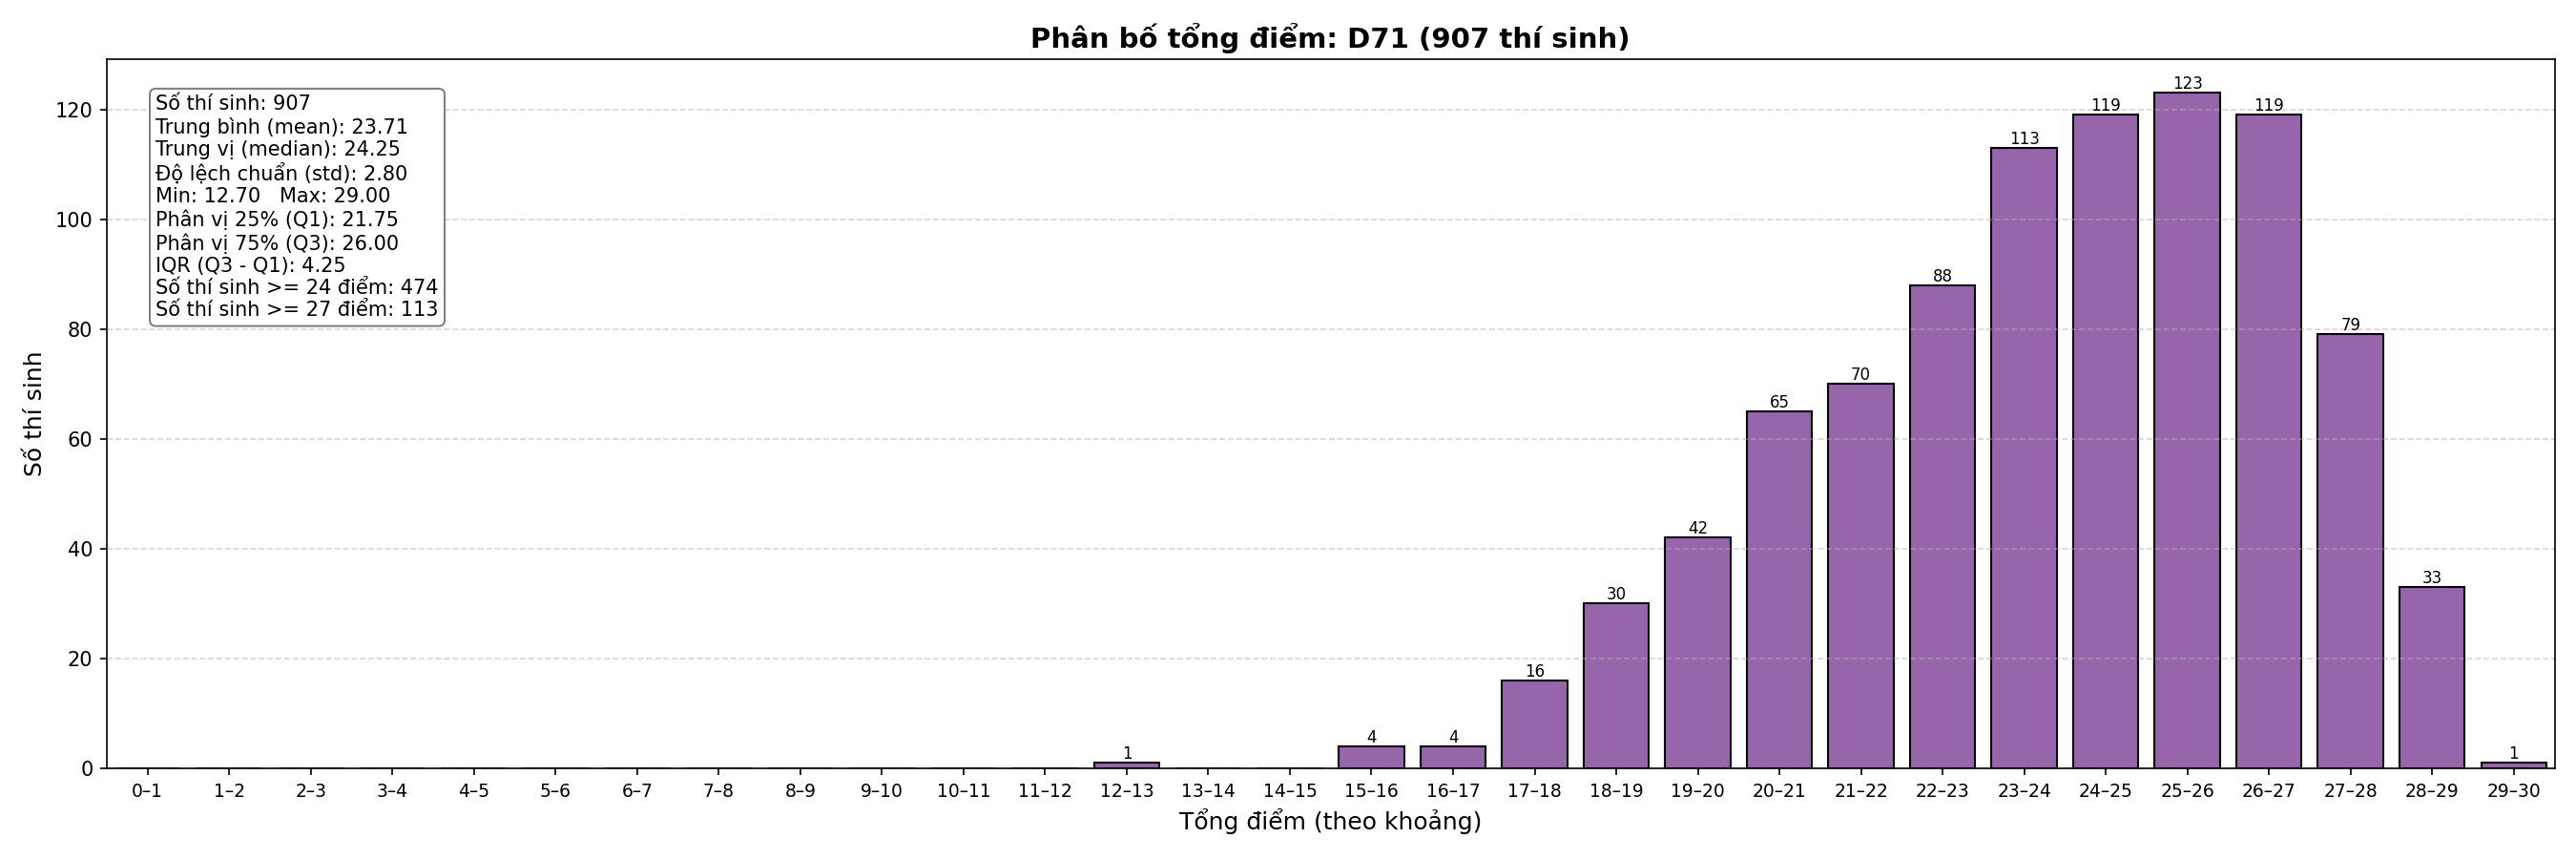 Phân bố tổng điểm: D71 (907 thí sinh)
Số thí sinh: 907
Trung bình (mean): 23.71
Trung vị (median): 24.25
Độ lệch chuẩn (std): 2.80
Min: 12.70   Max: 29.00
Phân vị 25% (Q1): 21.75
Phân vị 75% (Q3): 26.00
IQR (Q3 - Q1): 4.25
Số thí sinh >= 24 điểm: 474
Số thí sinh >= 27 điểm: 113
Số thí sinh
120
100
80
60
40
20
0
1
4
4
16
30
42
65
70
88
113
119
123
119
79
33
1
0–1 1–2 2–3 3–4 4–5 5–6 6–7 7–8 8–9 9–10 10–11 11–12 12–13 13–14 14–15 15–16 16–17 17–18 18–19 19–20 20–21 21–22 22–23 23–24 24–25 25–26 26–27 27–28 28–29 29–30
Tổng điểm (theo khoảng)